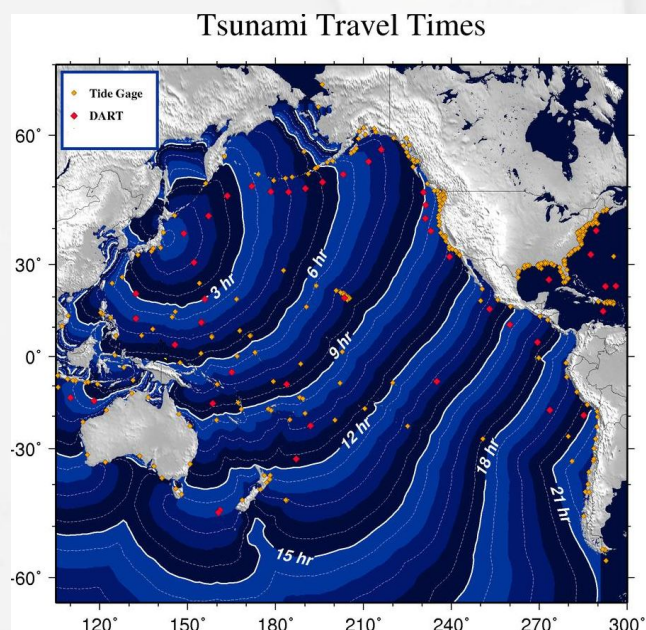 Tsunami Travel Times
Tide Gage
DART
60°
30°
0°
-30°
-60°
3 hr
6 hr
9 hr
12 hr
15 hr
18 hr
21 hr
120° 150° 180° 210° 240° 270° 300°